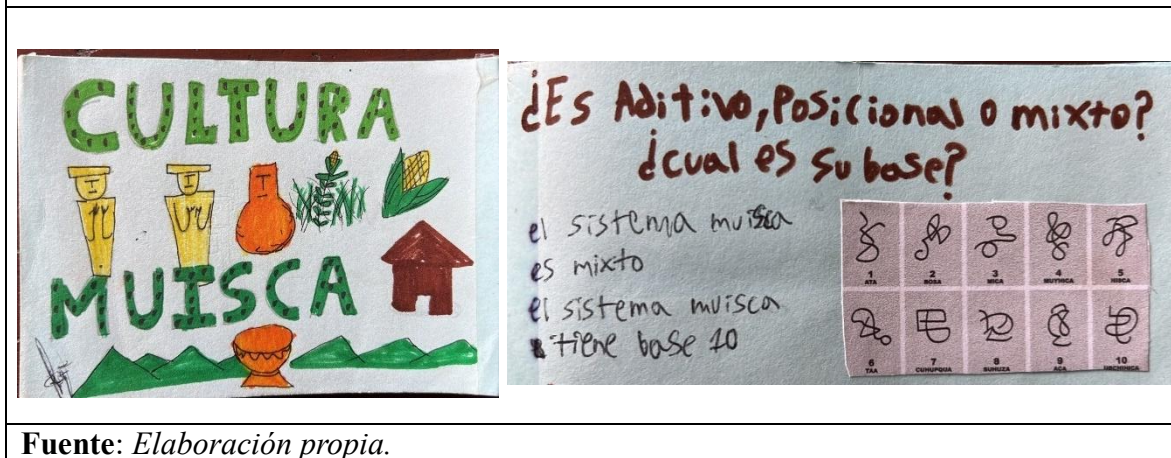 CULTURA
MUISCA
¿Es Aditivo, Posicional o mixto?
¿cual es su base?
el sistema muisca
es mixto
el sistema muisca
tiene base 10
1 2 3 4 5
ATA BOSA MICA MUYHICA HISCA
6 7 8 9 10
TAA CUHUPQUA SUHUZA ACA UBCHIHICA
Fuente: Elaboración propia.